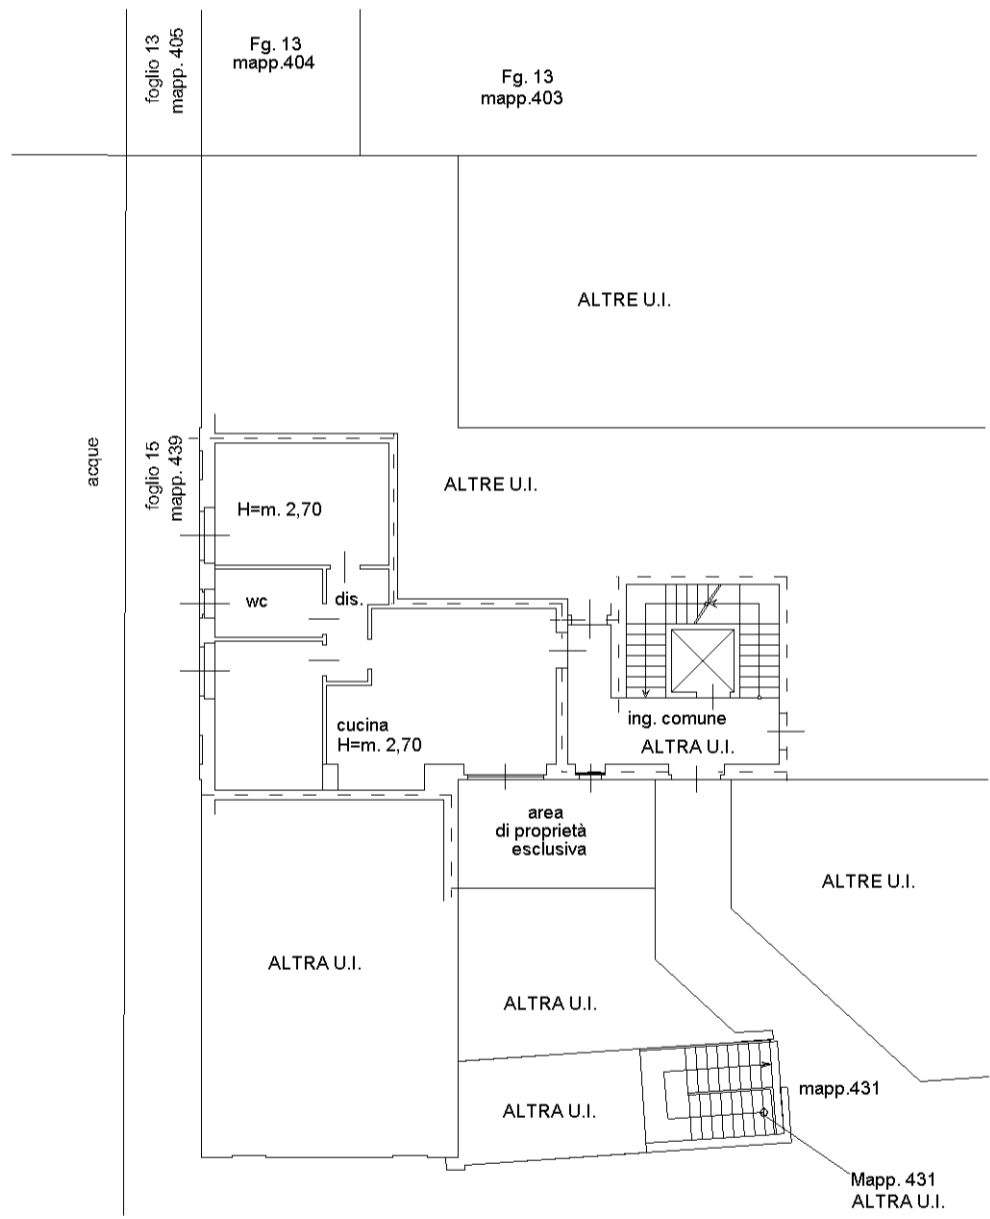 foglio 13
mapp. 405
Fg. 13
mapp.404
Fg. 13
mapp.403
ALTRE U.I.
acque
foglio 15
mapp. 439
ALTRE U.I.
H=m. 2,70
wc
dis.
cucina
H=m. 2,70
ing. comune
ALTRA U.I.
area
di proprietà
esclusiva
ALTRE U.I.
ALTRA U.I.
ALTRA U.I.
ALTRA U.I.
mapp.431
Mapp. 431
ALTRA U.I.